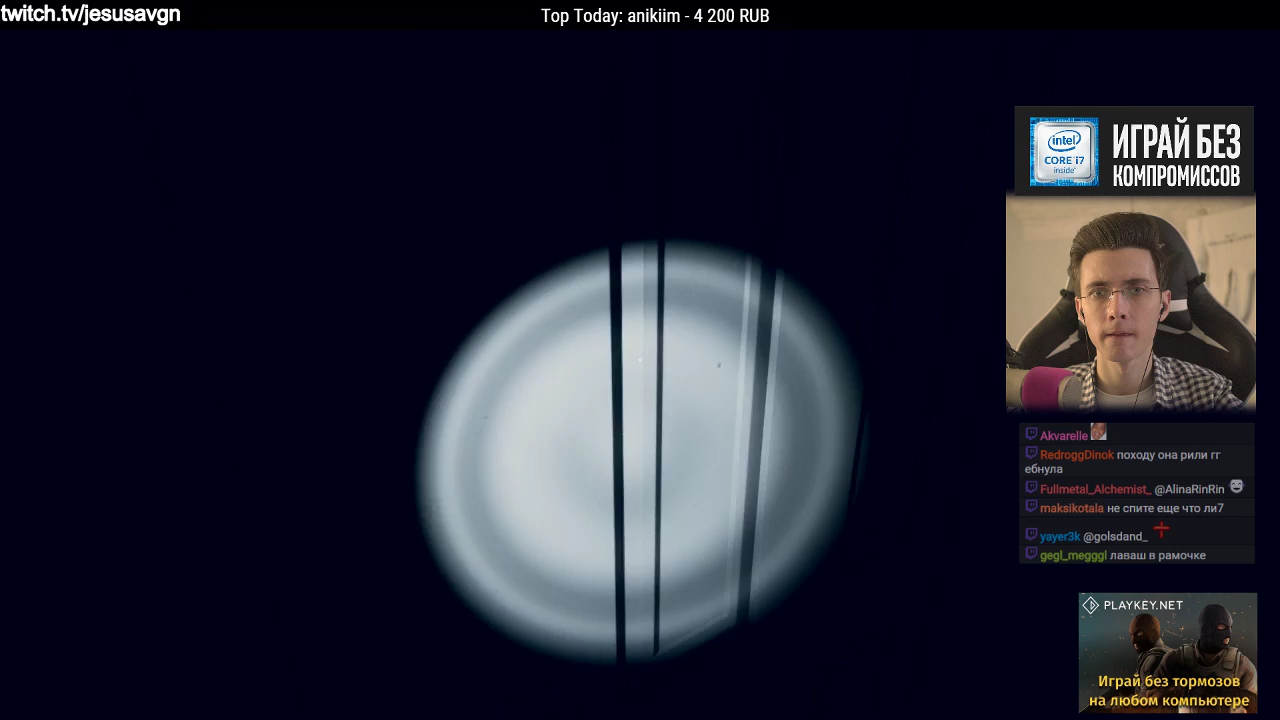 twitch.tv/jesusavgn
Top Today: anikiim - 4 200 RUB
intel
CORE i7
inside
ИГРАЙ БЕЗ
КОМПРОМИССОВ
Akvarelle
RedroggDinok походу она рили гг
ебнула
Fullmetal_Alchemist_ @AlinaRinRin
maksikotala не спите еще что ли7
yayer3k @golsdand_
gegl_megggl лаваш в рамочке
PLAYKEY.NET
Играй без тормозов
на любом компьютере